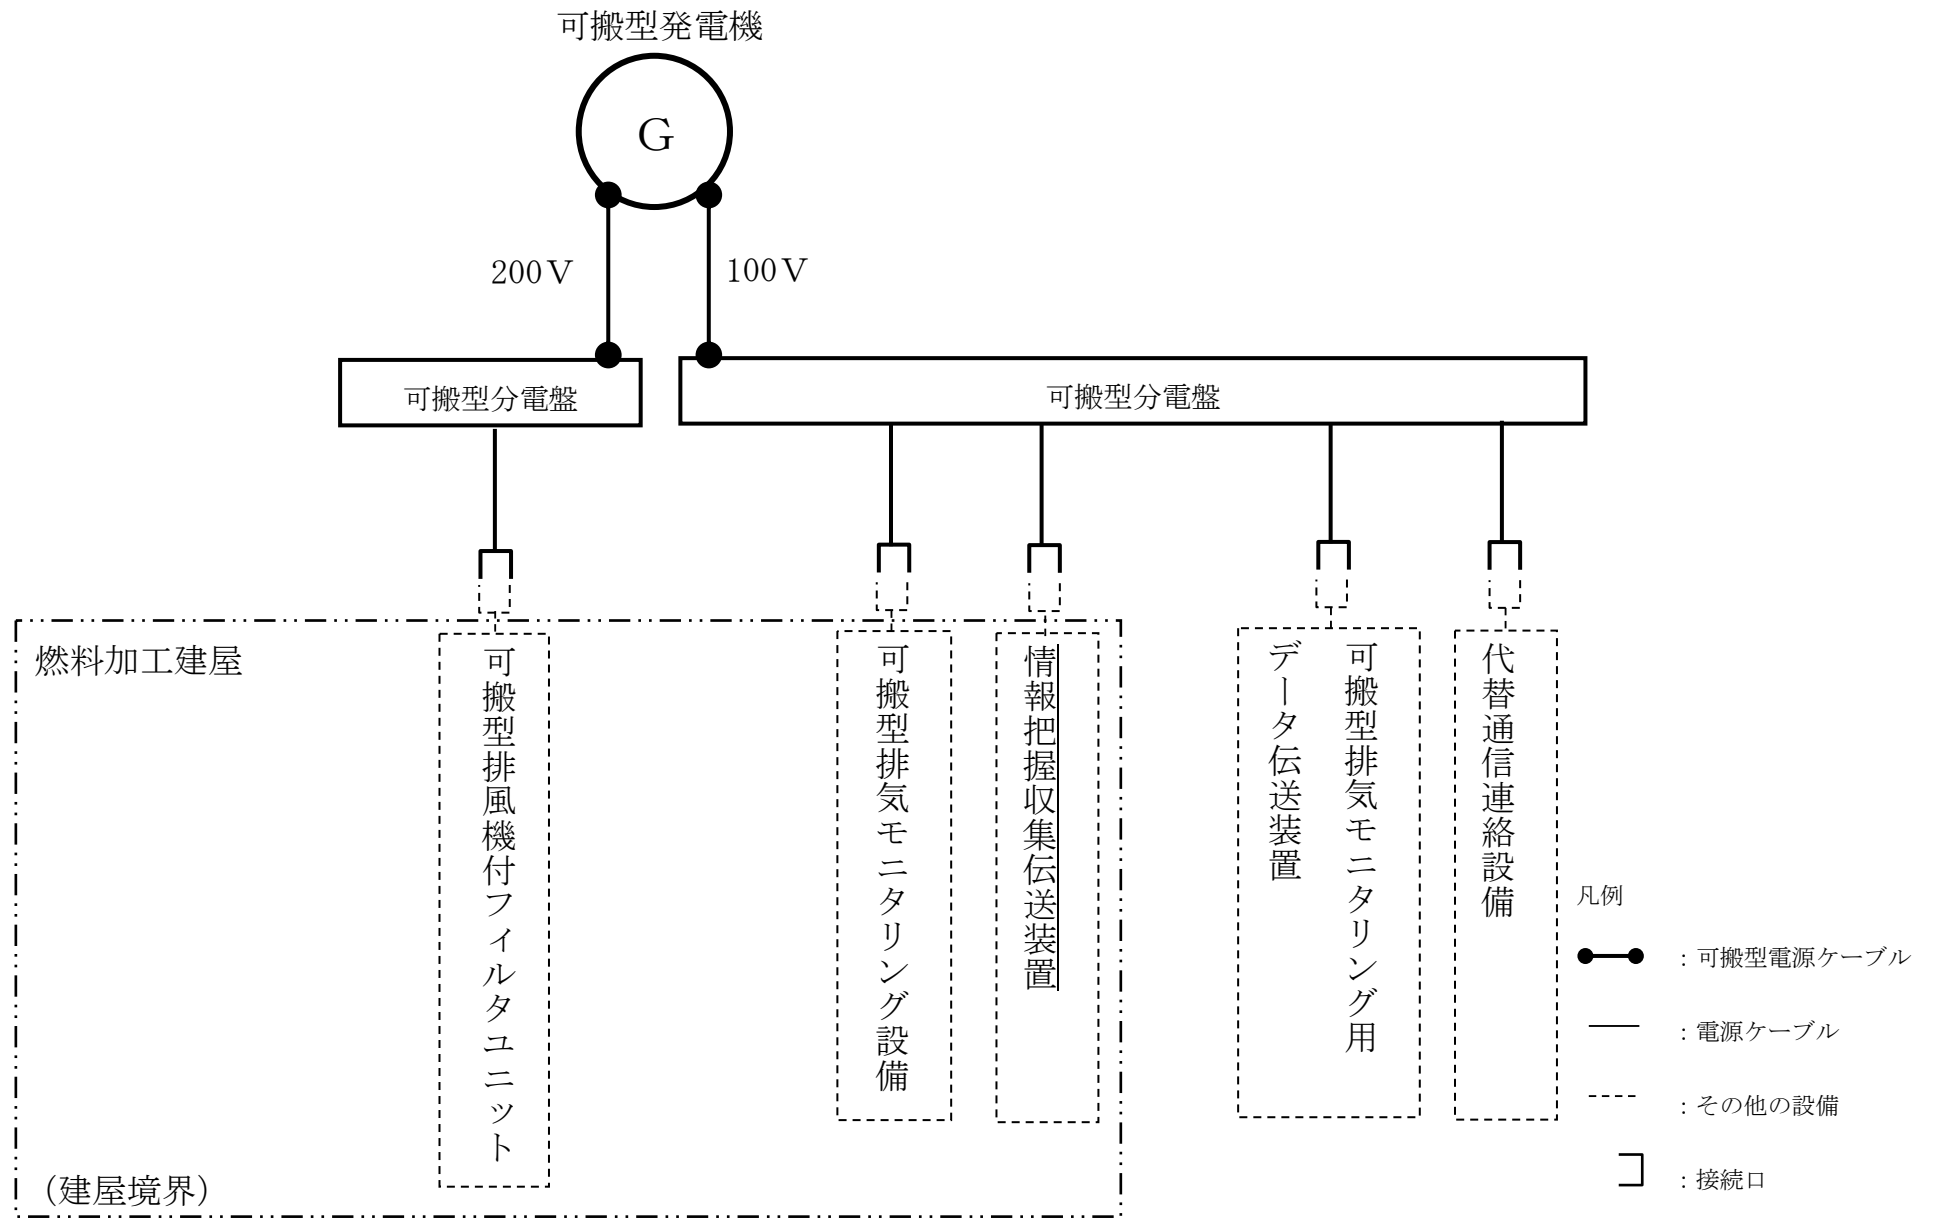 可搬型発電機
G
200V
100V
可搬型分電盤
可搬型分電盤
燃料加工建屋
可搬型排風機付フィルタユニット
可搬型排気モニタリング設備
情報把握収集伝送装置
可搬型排気モニタリング用
データ伝送装置
代替通信連絡設備
(建屋境界)
凡例
：可搬型電源ケーブル
：電源ケーブル
：その他の設備
：接続口